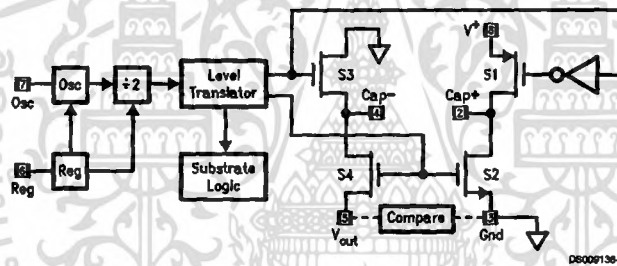 V+
8
S3
S1
7
Osc
Osc
÷2
Level
Translator
Cap-
4
Cap+
2
6
Reg
Reg
Substrate
Logic
S4
S2
5
Vout
Compare
3
Gnd
DS009136-